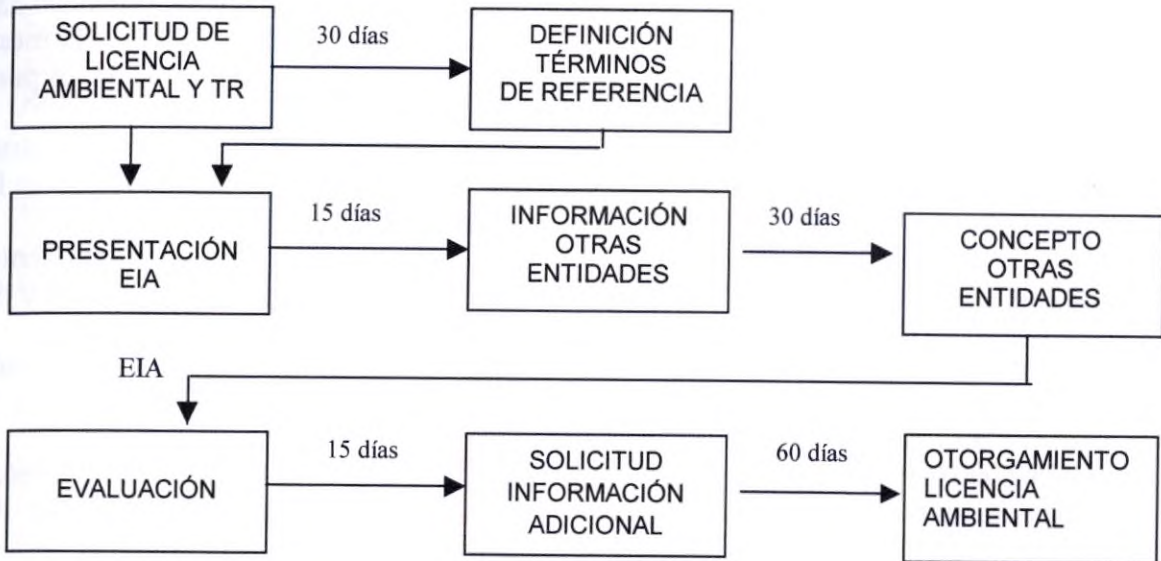 SOLICITUD DE
LICENCIA
AMBIENTAL Y TR
30 días
DEFINICIÓN
TÉRMINOS
DE REFERENCIA
PRESENTACIÓN
EIA
15 días
INFORMACIÓN
OTRAS
ENTIDADES
30 días
CONCEPTO
OTRAS
ENTIDADES
EIA
EVALUACIÓN
15 días
SOLICITUD
INFORMACIÓN
ADICIONAL
60 días
OTORGAMIENTO
LICENCIA
AMBIENTAL